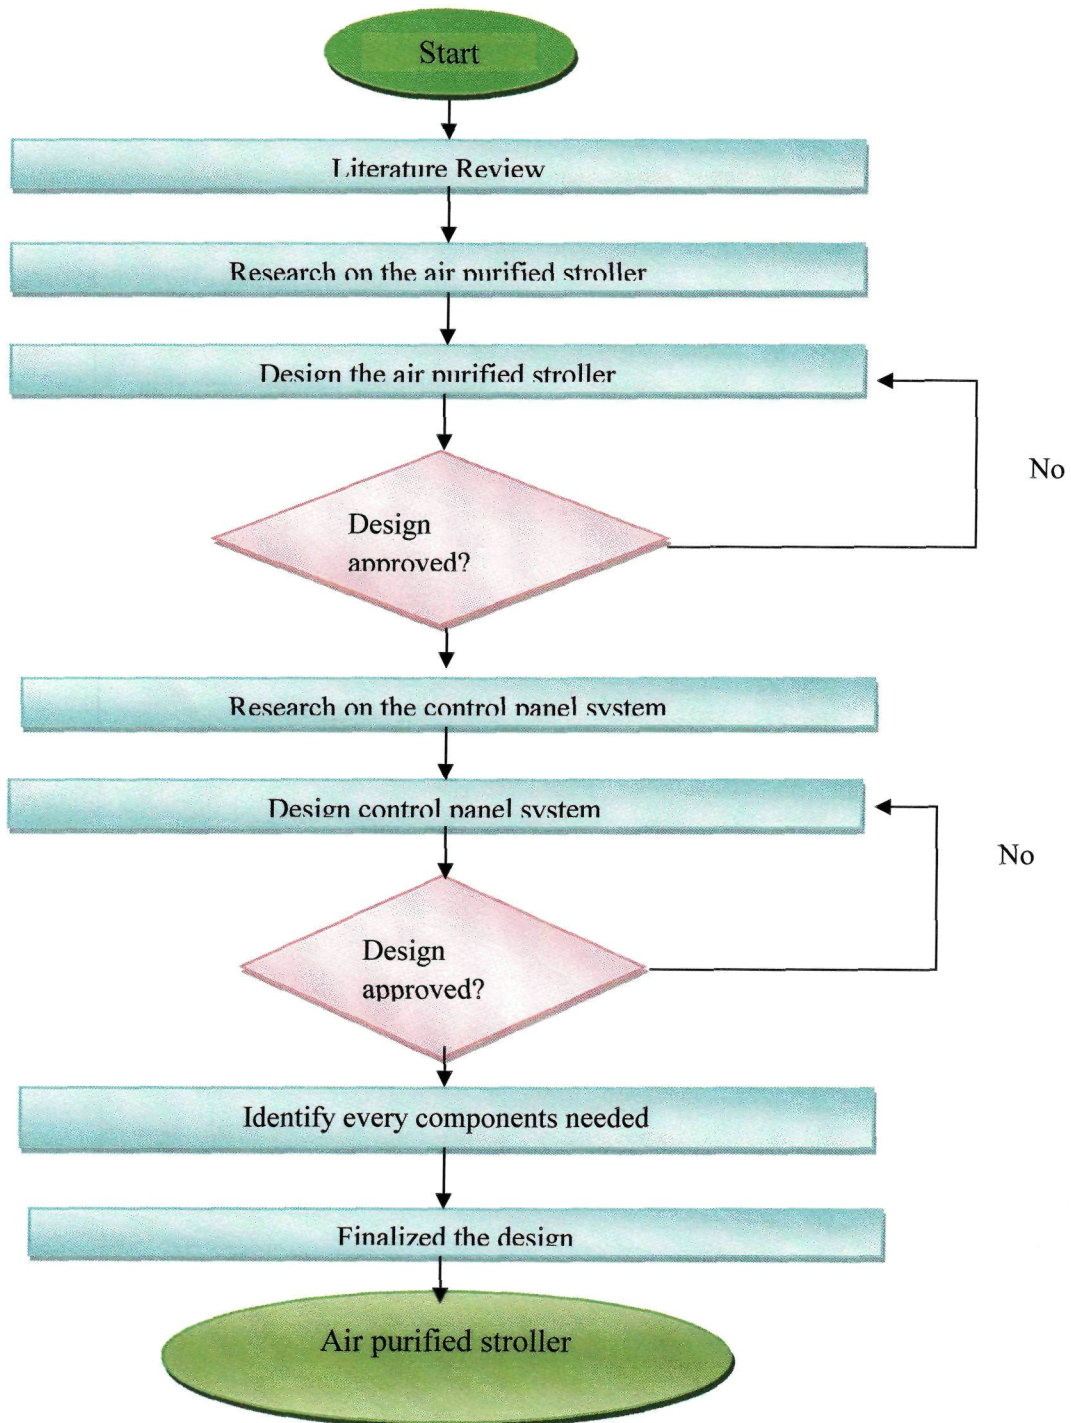 Start
Literature Review
Research on the air purified stroller
Design the air purified stroller
No
Design
approved?
Research on the control panel system
Design control panel system
No
Design
approved?
Identify every components needed
Finalized the design
Air purified stroller